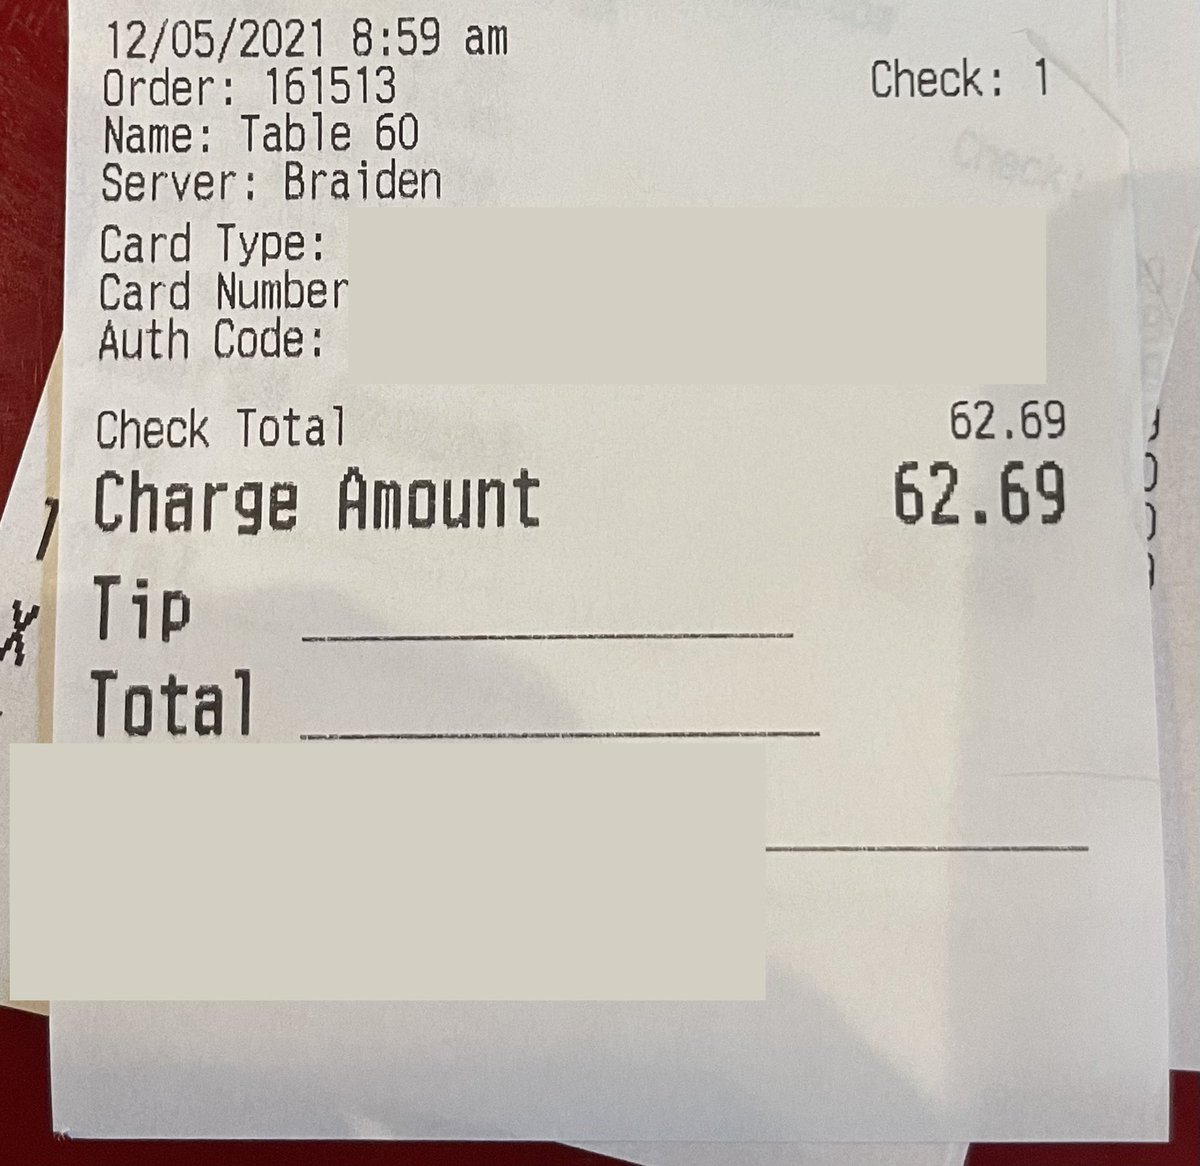 12/05/2021 8:59 am
Order: 161513
Check: 1
Name: Table 60
Server: Braiden
Card Type:
Card Number
Auth Code:
Check Total 62.69
Charge Amount 62.69
Tip
Total